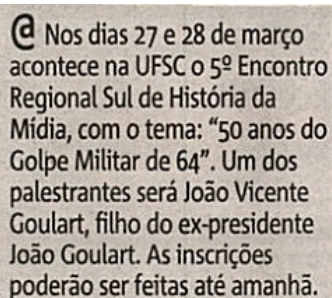 @ Nos dias 27 e 28 de março
acontece na UFSC o 5º Encontro
Regional Sul de História da
Mídia, com o tema: “50 anos do
Golpe Militar de 64”. Um dos
palestrantes será João Vicente
Goulart, filho do ex-presidente
João Goulart. As inscrições
poderão ser feitas até amanhã.